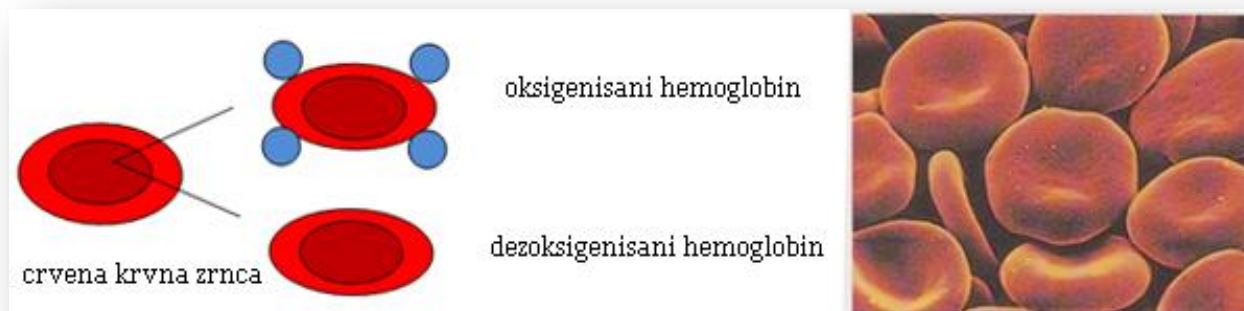 oksigenisani hemoglobin
dezoksigenisani hemoglobin
crvena krvna zrnca